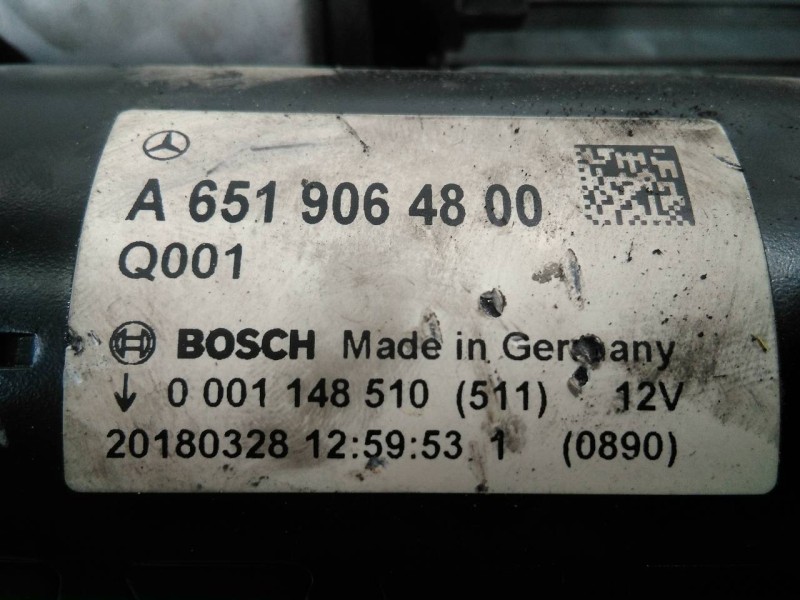 A 651 906 48 00
Q001
BOSCH Made in Germany
↓ 0 001 148 510 (511) 12V
20180328 12:59:53 1 (0890)